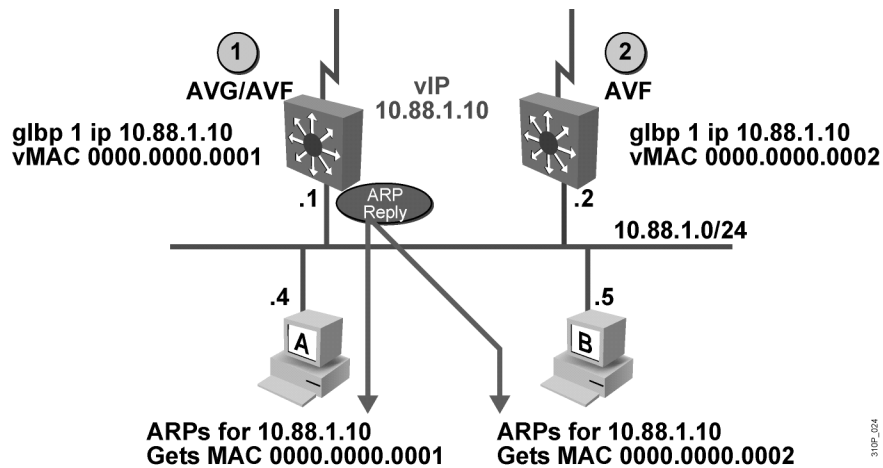 1
AVG/AVF
glbp 1 ip 10.88.1.10
vMAC 0000.0000.0001
vIP
10.88.1.10
2
AVF
glbp 1 ip 10.88.1.10
vMAC 0000.0000.0002
.1
ARP
Reply
.2
10.88.1.0/24
.4
A
.5
B
ARPs for 10.88.1.10
Gets MAC 0000.0000.0001
ARPs for 10.88.1.10
Gets MAC 0000.0000.0002
310P_024